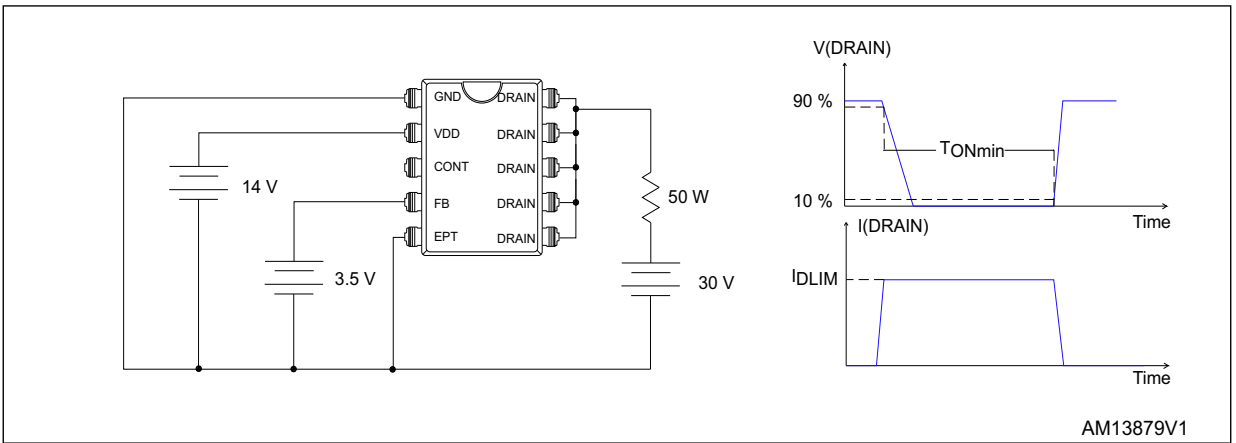 GND DRAIN
VDD DRAIN
CONT DRAIN
FB DRAIN
EPT DRAIN
14 V
3.5 V
50 W
30 V
V(DRAIN)
90 %
TONmin
10 %
Time
I(DRAIN)
IDLIM
Time
AM13879V1